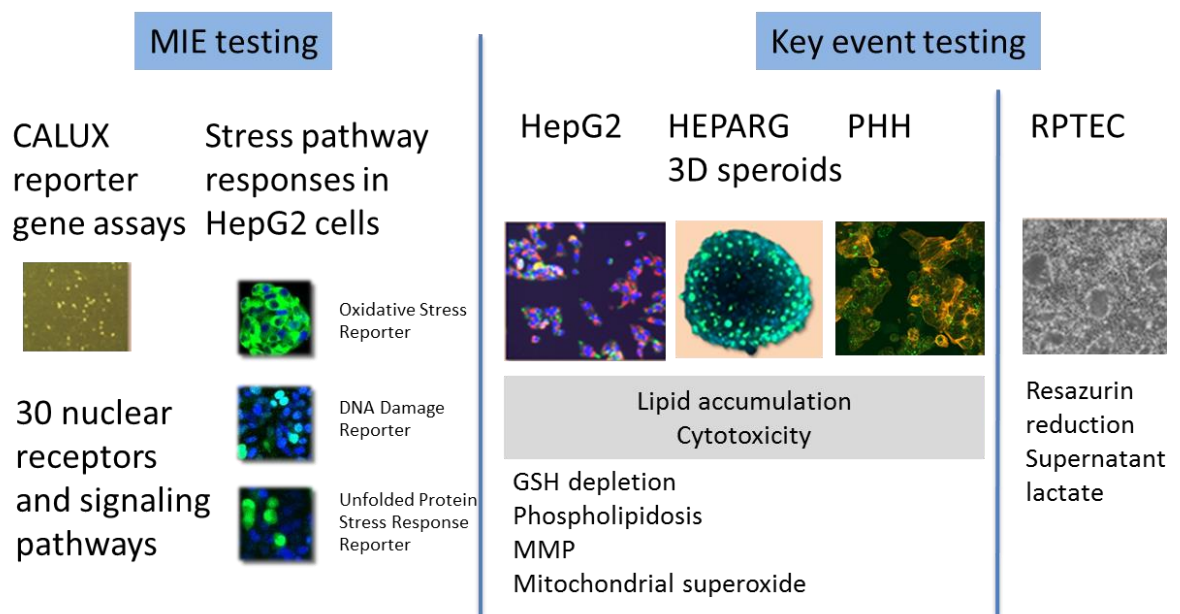 MIE testing
Key event testing
CALUX
reporter
gene assays
Stress pathway
responses in
HepG2 cells
Oxidative Stress
Reporter
30 nuclear
receptors
and signaling
pathways
DNA Damage
Reporter
Unfolded Protein
Stress Response
Reporter
HepG2
HEPARG
3D speroids
PHH
Lipid accumulation
Cytotoxicity
GSH depletion
Phospholipidosis
MMP
Mitochondrial superoxide
RPTEC
Resazurin
reduction
Supernatant
lactate